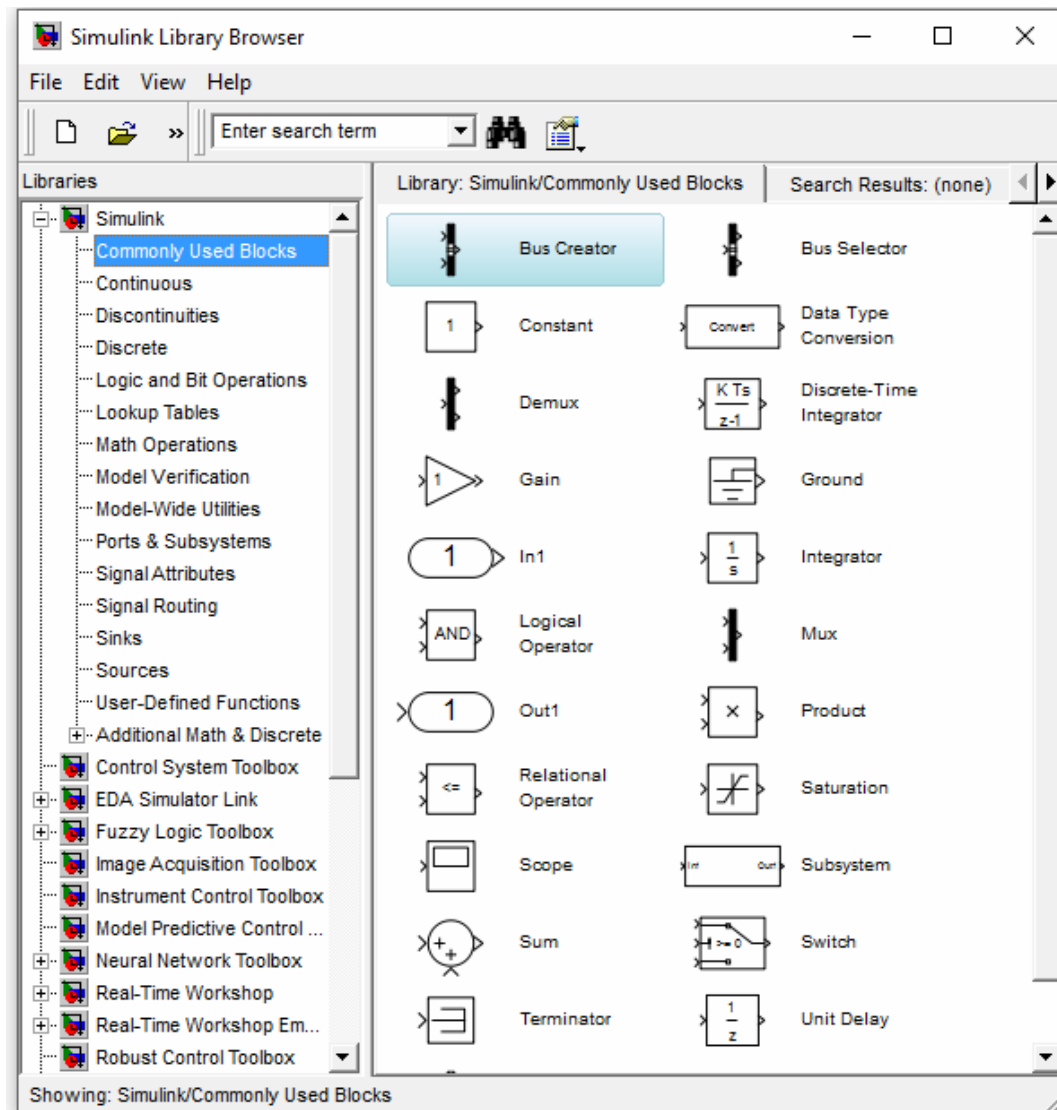 Simulink Library Browser
File Edit View Help
» Enter search term
Libraries
Simulink
Commonly Used Blocks
Continuous
Discontinuities
Discrete
Logic and Bit Operations
Lookup Tables
Math Operations
Model Verification
Model-Wide Utilities
Ports & Subsystems
Signal Attributes
Signal Routing
Sinks
Sources
User-Defined Functions
Additional Math & Discrete
Control System Toolbox
EDA Simulator Link
Fuzzy Logic Toolbox
Image Acquisition Toolbox
Instrument Control Toolbox
Model Predictive Control ...
Neural Network Toolbox
Real-Time Workshop
Real-Time Workshop Em...
Robust Control Toolbox
Library: Simulink/Commonly Used Blocks
Search Results: (none)
Bus Creator
Bus Selector
1
Constant
Convert
Data Type
Conversion
Demux
K Ts
z-1
Discrete-Time
Integrator
1
Gain
Ground
1
In1
1
s
Integrator
AND
Logical
Operator
Mux
1
Out1
×
Product
<=
Relational
Operator
Saturation
Scope
In1 Out1
Subsystem
+
+
Sum
>= 0
Switch
Terminator
1
z
Unit Delay
Showing: Simulink/Commonly Used Blocks